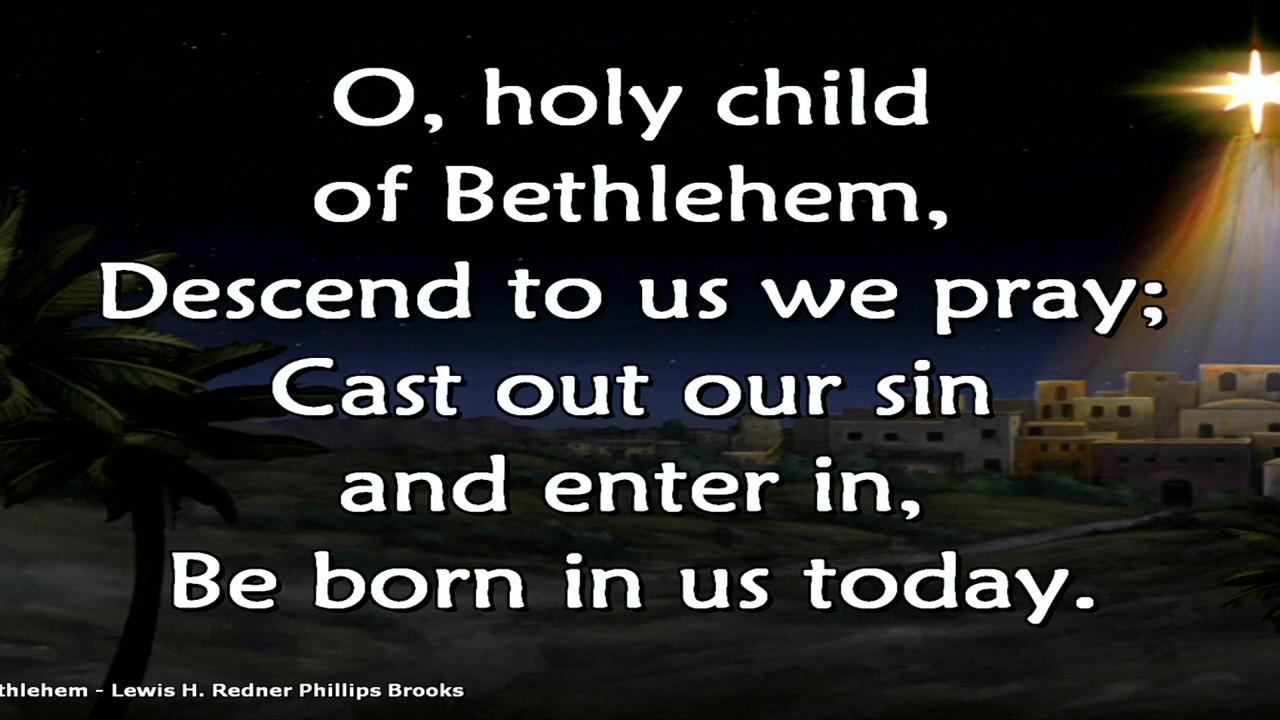 O, holy child
of Bethlehem,
Descend to us we pray;
Cast out our sin
and enter in,
Be born in us today.
thlehem - Lewis H. Redner Phillips Brooks